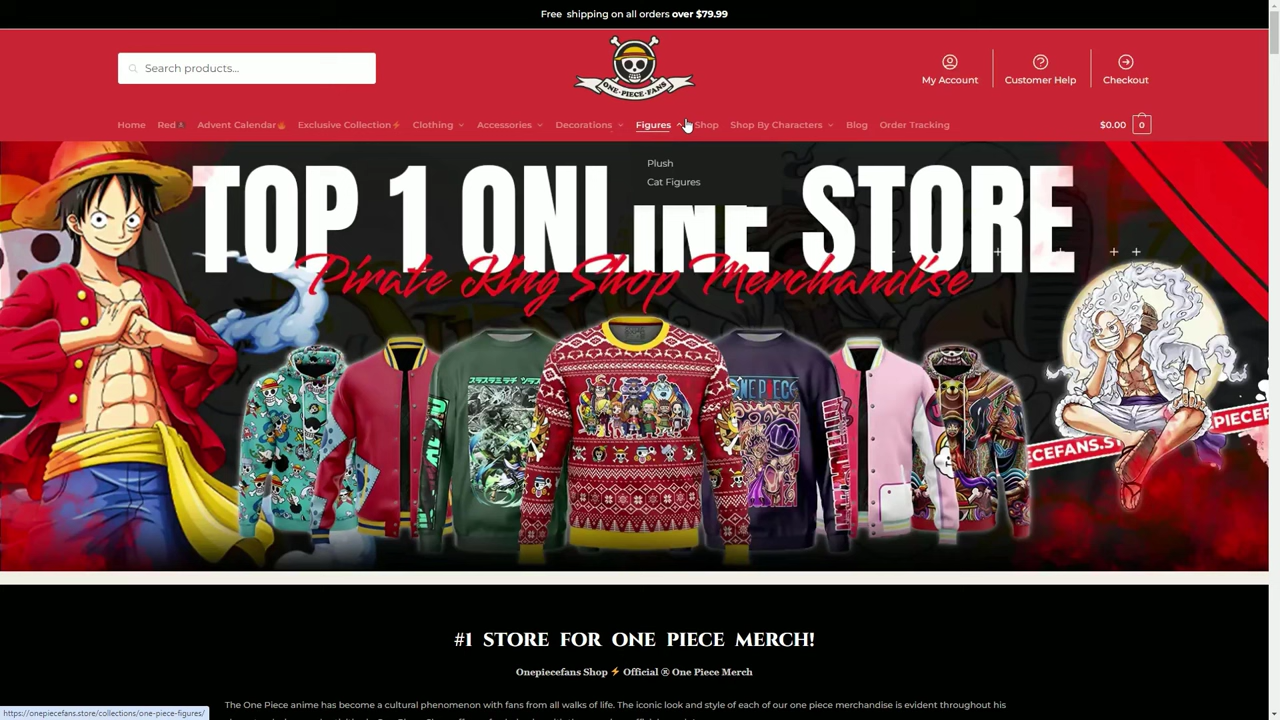 Free shipping on all orders over $79.99
Search products...
ONE·PIECE·FANS
My Account
Customer Help
Checkout
Home Red Advent Calendar🔥 Exclusive Collection⚡ Clothing Accessories Decorations Figures Shop Shop By Characters Blog Order Tracking
$0.00 0
Plush
Cat Figures
TOP 1 ONLINE STORE
Pirate King Shop Merchandise
ONE PIECE
#1 STORE FOR ONE PIECE MERCH!
Onepiecefans Shop ⚡ Official ® One Piece Merch
The One Piece anime has become a cultural phenomenon with fans from all walks of life. The iconic look and style of each of our one piece merchandise is evident throughout his
https://onepiecefans.store/collections/one-piece-figures/